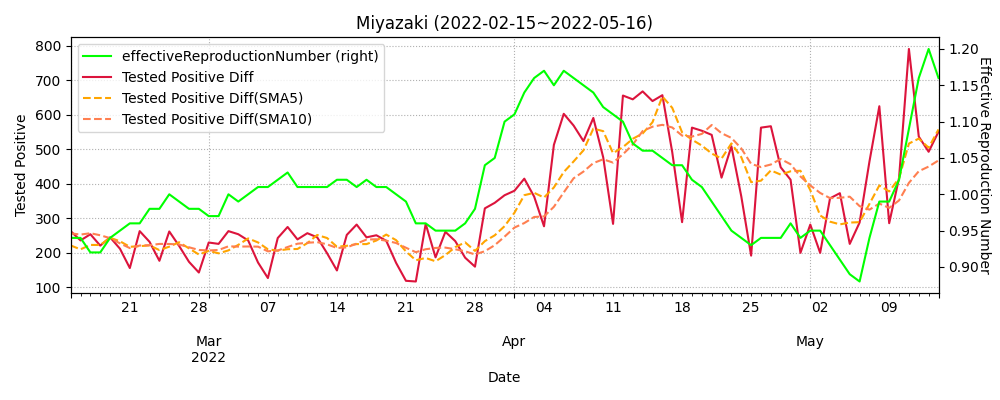 Miyazaki (2022-02-15~2022-05-16)
effectiveReproductionNumber (right)
Tested Positive Diff
Tested Positive Diff(SMA5)
Tested Positive Diff(SMA10)
Tested Positive
800
700
600
500
400
300
200
100
1.20
1.15
1.10
1.05
1.00
0.95
0.90
Effective Reproduction Number
21 28 07 14 21 28 04 11 18 25 02 09
Mar Apr May
2022
Date